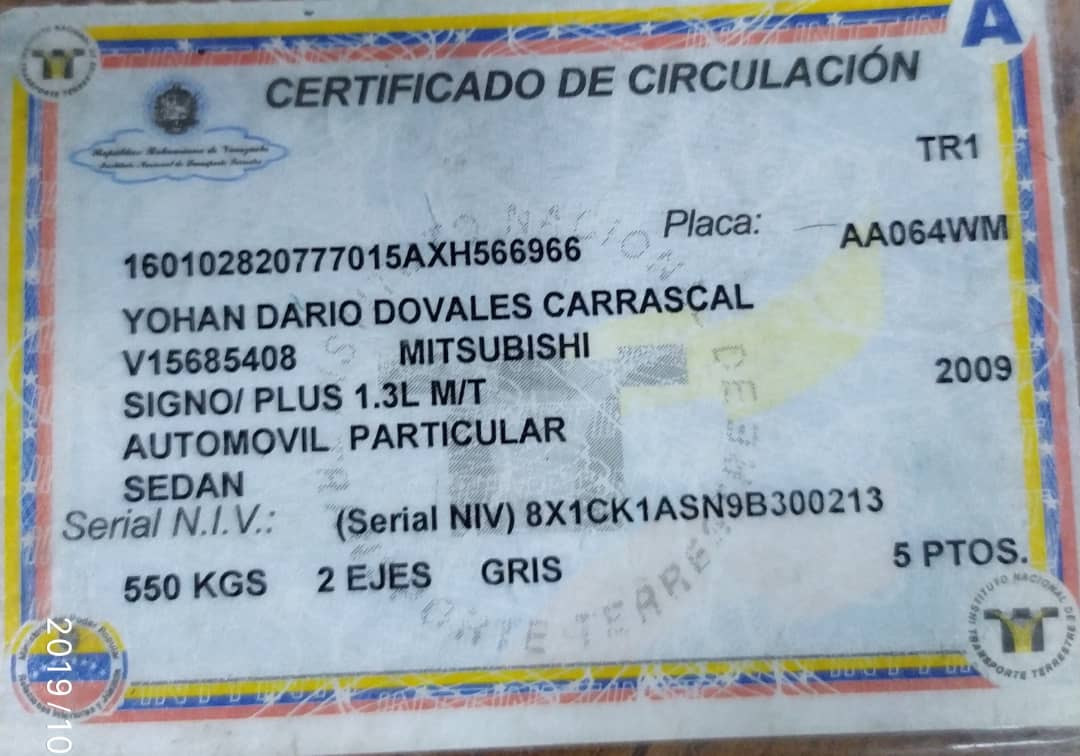 A
CERTIFICADO DE CIRCULACIÓN
República Bolivariana de Venezuela
Instituto Nacional de Transporte Terrestre
TR1
Placa: AA064WM
160102820777015AXH566966
YOHAN DARIO DOVALES CARRASCAL
V15685408 MITSUBISHI
2009
SIGNO/ PLUS 1.3L M/T
AUTOMOVIL PARTICULAR
SEDAN
Serial N.I.V.: (Serial NIV) 8X1CK1ASN9B300213
550 KGS 2 EJES GRIS 5 PTOS.
INSTITUTO NACIONAL DE TRANSPORTE TERRESTRE
2019/10